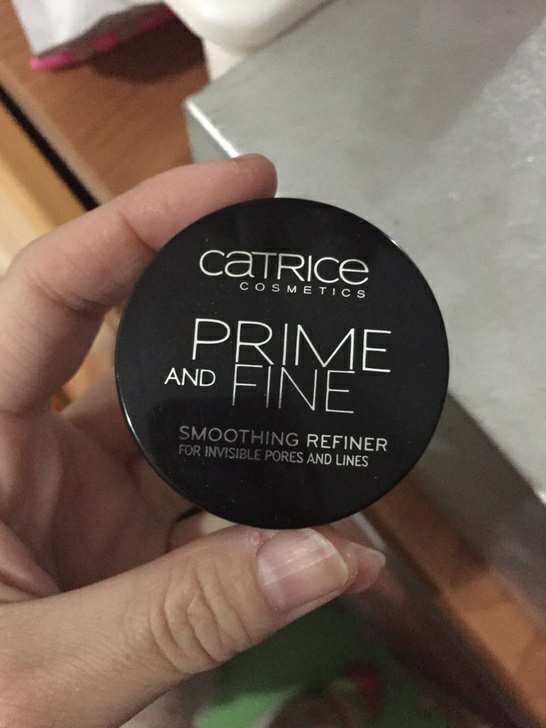 CATRICE
COSMETICS
PRIME
AND FINE
SMOOTHING REFINER
FOR INVISIBLE PORES AND LINES